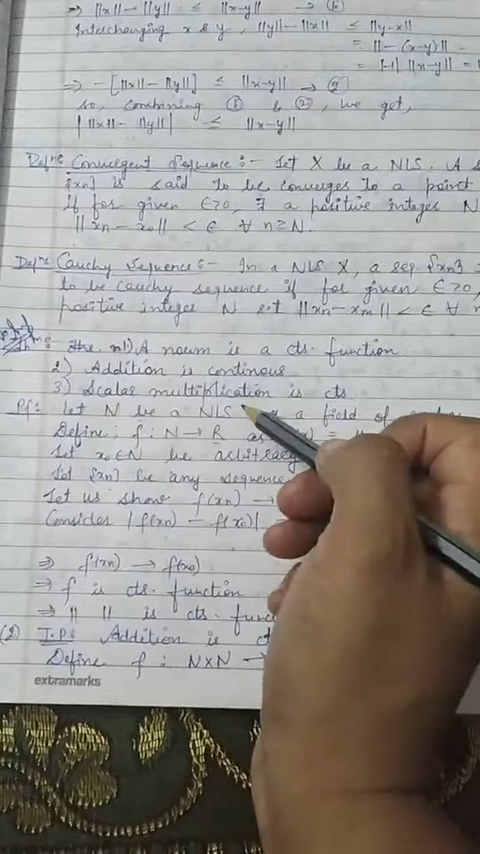 ⇒ ||x|| - ||y|| ≤ ||x-y|| → ①
Interchanging x & y, ||y|| - ||x|| ≤ ||y-x||
= ||-(x-y)||
= |-1| ||x-y|| =
⇒ -[||x|| - ||y||] ≤ ||x-y|| → ②
so, combining ① & ②, we get,
| ||x|| - ||y|| | ≤ ||x-y||
Defn: Convergent Sequence:- Let X be a NLS. A s
{xn} is said to be converges to a point
if for given ϵ>0, ∃ a positive integer N
||xn - x0|| < ϵ ∀ n≥N.
Defn: Cauchy Sequence:- In a NLS X, a seq {xn}
to be cauchy sequence if for given ϵ>0,
positive integer N s.t ||xn - xm|| < ϵ ∀
The 1) A norm is a cts. function
2) Addition is continous
3) Scalar multiplication is cts
Pf: Let N be a NLS a field of
Define; f: N → R as =
Let x0 ∈ N be arbitrary
Let {xn} be any sequence
Let us show f(xn) →
Consider |f(xn) - f(x0)|
⇒ f(xn) → f(x0)
⇒ f is cts. function
⇒ || || is cts. func
(2) T.P: Addition is ct
Define f: N×N →
extramarks